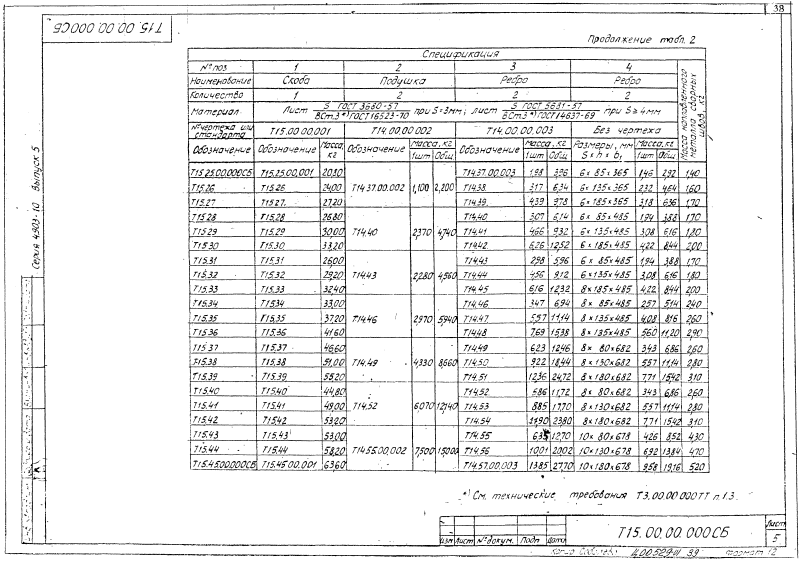 38
Т15.00.00.000СБ
Серия 4.903-10 Выпуск 5
Продолжение табл. 2
Спецификация
№ поз. 1 2 3 4 Масса наплавленного металла сварных швов, кг
Наименование Скоба Подушка Ребро Ребро
Количество 1 2 2 2
Материал Лист S ГОСТ 3680-57 / ВСт.3*) ГОСТ 16523-70 при S=3мм; лист S ГОСТ 5681-57 / ВСт3*) ГОСТ 14637-69 при S≥4мм
№ чертежа или стандарта Т15.00.00.001 Т14.00.00.002 Т14.00.00.003 Без чертежа
Обозначение Обозначение Масса, кг Обозначение Масса, кг 1шт Общ. Обозначение Масса, кг 1шт Общ. Размеры, мм S×h×b₁ Масса, кг 1шт Общ.
Т15.25.00.000СБ Т15.25.00.001 20,80 Т14.37.00.003 1,98 3,96 6×85×365 1,46 2,92 1,40
Т15.26 Т15.26 24,00 Т14.37.00.002 1,100 2,200 Т14.38 3,17 6,34 6×135×365 2,32 4,64 1,60
Т15.27 Т15.27 27,20 Т14.39 4,39 9,78 6×185×365 3,18 6,36 1,70
Т15.28 Т15.28 26,80 Т14.40 3,07 6,14 6×85×485 1,94 3,88 1,70
Т15.29 Т15.29 30,00 Т14.40 2,370 4,740 Т14.41 4,66 9,32 6×135×485 3,08 6,16 1,80
Т15.30 Т15.30 33,20 Т14.42 6,26 12,52 6×185×485 4,22 8,44 2,00
Т15.31 Т15.31 26,00 Т14.43 2,98 5,96 6×85×485 1,94 3,88 1,70
Т15.32 Т15.32 29,20 Т14.43 2,280 4,560 Т14.44 4,56 9,12 6×135×485 3,08 6,16 1,80
Т15.33 Т15.33 32,40 Т14.45 6,16 12,32 8×185×485 4,22 8,44 2,00
Т15.34 Т15.34 33,00 Т14.46 3,47 6,94 8×85×485 2,57 5,14 2,40
Т15.35 Т15.35 37,20 Т14.46 2,970 5,940 Т14.47 5,57 11,14 8×135×485 4,08 8,16 2,60
Т15.36 Т15.36 41,60 Т14.48 7,69 15,38 8×135×485 5,60 11,20 2,90
Т15.37 Т15.37 46,60 Т14.49 6,23 12,46 8×80×682 3,43 6,86 2,60
Т15.38 Т15.38 51,00 Т14.49 4,330 8,660 Т14.50 9,22 18,44 8×130×682 5,57 11,14 2,80
Т15.39 Т15.39 55,20 Т14.51 12,36 24,72 8×180×682 7,71 15,42 3,10
Т15.40 Т15.40 44,80 Т14.52 5,86 11,72 8×80×682 3,43 6,86 2,60
Т15.41 Т15.41 49,00 Т14.52 6,070 12,140 Т14.53 8,85 17,70 8×130×682 5,57 11,14 2,80
Т15.42 Т15.42 53,20 Т14.54 11,90 23,80 8×180×682 7,71 15,42 3,10
Т15.43 Т15.43 53,00 Т14.55 6,35 12,70 10×80×678 4,26 8,52 4,30
Т15.44 Т15.44 58,20 Т14.55.00.002 7,500 15,000 Т14.56 10,01 20,02 10×130×678 6,92 13,84 4,70
Т15.45.00.000СБ Т15.45.00.001 63,60 Т14.57.00.003 13,85 27,70 10×180×678 9,58 19,16 5,20
*) См. технические требования Т3.00.00.000ТТ п.1.3
Т15.00.00.000СБ
Лист
5
Изм Лист № докум. Подп Дата
формат 12